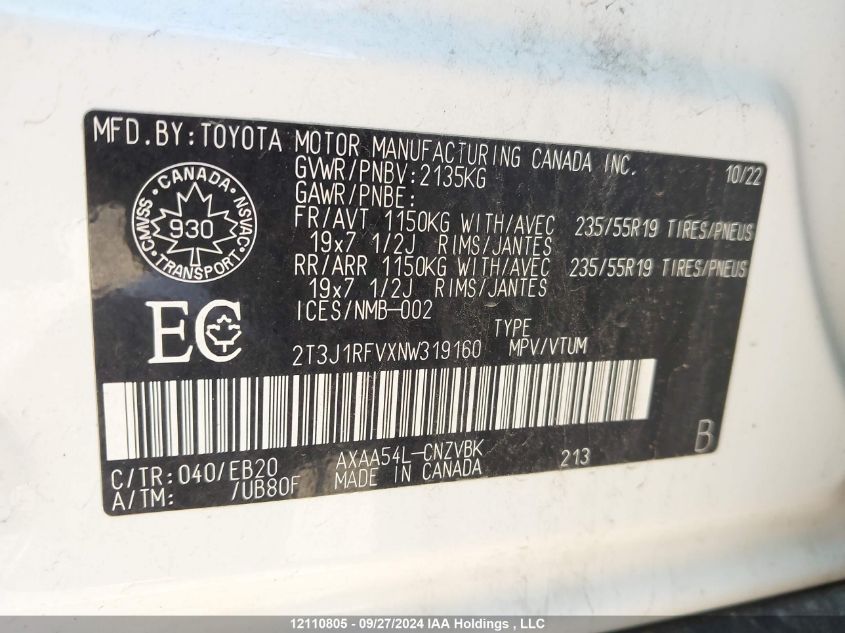 MFD.BY:TOYOTA MOTOR MANUFACTURING CANADA INC. 10/22
GVWR/PNBV:2135KG
GAWR/PNBE:
FR/AVT 1150KG WITH/AVEC 235/55R19 TIRES/PNEUS
19x7 1/2J RIMS/JANTES
RR/ARR 1150KG WITH/AVEC 235/55R19 TIRES/PNEUS
19x7 1/2J RIMS/JANTES
ICES/NMB-002
CANADA
CMVSS 930 NSVAC
TRANSPORT
EC
TYPE
2T3J1RFVXNW319160 MPV/VTUM
B
C/TR:040/EB20 AXAA54L-CNZVBK 213
A/TM: /UB80F MADE IN CANADA
12110805 - 09/27/2024 IAA Holdings , LLC